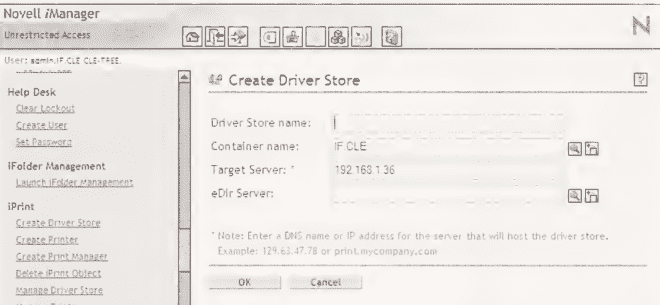 Novell iManager
Unrestricted Access
N
User: admin.IF.CLE.CLE-TREE.
Help Desk
Clear Lockout
Create User
Set Password
iFolder Management
Launch iFolder Management
iPrint
Create Driver Store
Create Printer
Create Print Manager
Delete iPrint Object
Manage Driver Store
Create Driver Store
Driver Store name:
Container name: IF.CLE
Target Server: * 192.168.1.36
eDir Server:
* Note: Enter a DNS name or IP address for the server that will host the driver store.
Example: 129.63.47.78 or print.mycompany.com
OK Cancel